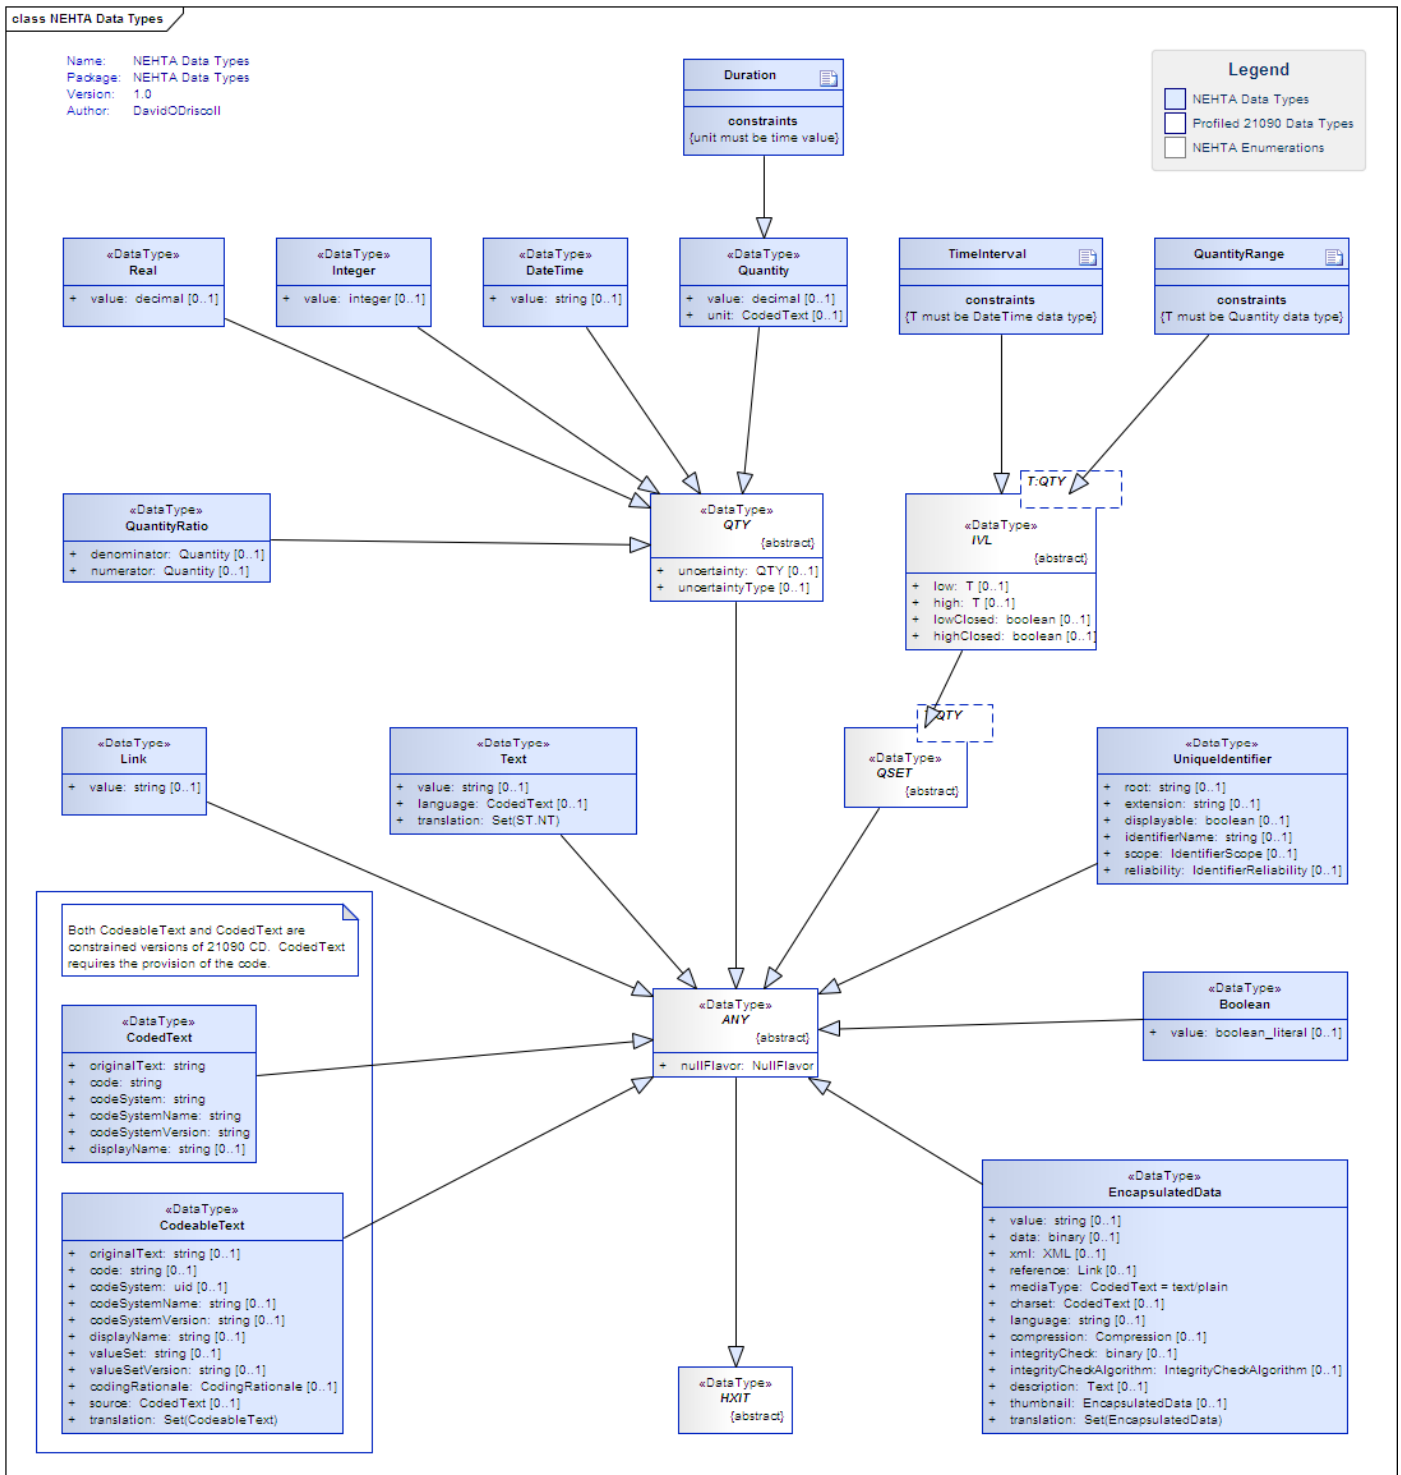 class NEHTA Data Types
Name: NEHTA Data Types
Package: NEHTA Data Types
Version: 1.0
Author: DavidODriscoll
Legend
NEHTA Data Types
Profiled 21090 Data Types
NEHTA Enumerations
Duration
constraints
{unit must be time value}
«DataType»
Real
+ value: decimal [0..1]
«DataType»
Integer
+ value: integer [0..1]
«DataType»
DateTime
+ value: string [0..1]
«DataType»
Quantity
+ value: decimal [0..1]
+ unit: CodedText [0..1]
TimeInterval
constraints
{T must be DateTime data type}
QuantityRange
constraints
{T must be Quantity data type}
«DataType»
QuantityRatio
+ denominator: Quantity [0..1]
+ numerator: Quantity [0..1]
«DataType»
QTY
{abstract}
+ uncertainty: QTY [0..1]
+ uncertaintyType [0..1]
T:QTY
«DataType»
IVL
{abstract}
+ low: T [0..1]
+ high: T [0..1]
+ lowClosed: boolean [0..1]
+ highClosed: boolean [0..1]
«DataType»
Link
+ value: string [0..1]
«DataType»
Text
+ value: string [0..1]
+ language: CodedText [0..1]
+ translation: Set(ST.NT)
QTY
«DataType»
QSET
{abstract}
«DataType»
UniqueIdentifier
+ root: string [0..1]
+ extension: string [0..1]
+ displayable: boolean [0..1]
+ identifierName: string [0..1]
+ scope: IdentifierScope [0..1]
+ reliability: IdentifierReliability [0..1]
Both CodeableText and CodedText are
constrained versions of 21090 CD. CodedText
requires the provision of the code.
«DataType»
CodedText
+ originalText: string
+ code: string
+ codeSystem: string
+ codeSystemName: string
+ codeSystemVersion: string
+ displayName: string [0..1]
«DataType»
ANY
{abstract}
+ nullFlavor: NullFlavor
«DataType»
Boolean
+ value: boolean_literal [0..1]
«DataType»
CodeableText
+ originalText: string [0..1]
+ code: string [0..1]
+ codeSystem: uid [0..1]
+ codeSystemName: string [0..1]
+ codeSystemVersion: string [0..1]
+ displayName: string [0..1]
+ valueSet: string [0..1]
+ valueSetVersion: string [0..1]
+ codingRationale: CodingRationale [0..1]
+ source: CodedText [0..1]
+ translation: Set(CodeableText)
«DataType»
EncapsulatedData
+ value: string [0..1]
+ data: binary [0..1]
+ xml: XML [0..1]
+ reference: Link [0..1]
+ mediaType: CodedText = text/plain
+ charset: CodedText [0..1]
+ language: string [0..1]
+ compression: Compression [0..1]
+ integrityCheck: binary [0..1]
+ integrityCheckAlgorithm: IntegrityCheckAlgorithm [0..1]
+ description: Text [0..1]
+ thumbnail: EncapsulatedData [0..1]
+ translation: Set(EncapsulatedData)
«DataType»
HXIT
{abstract}